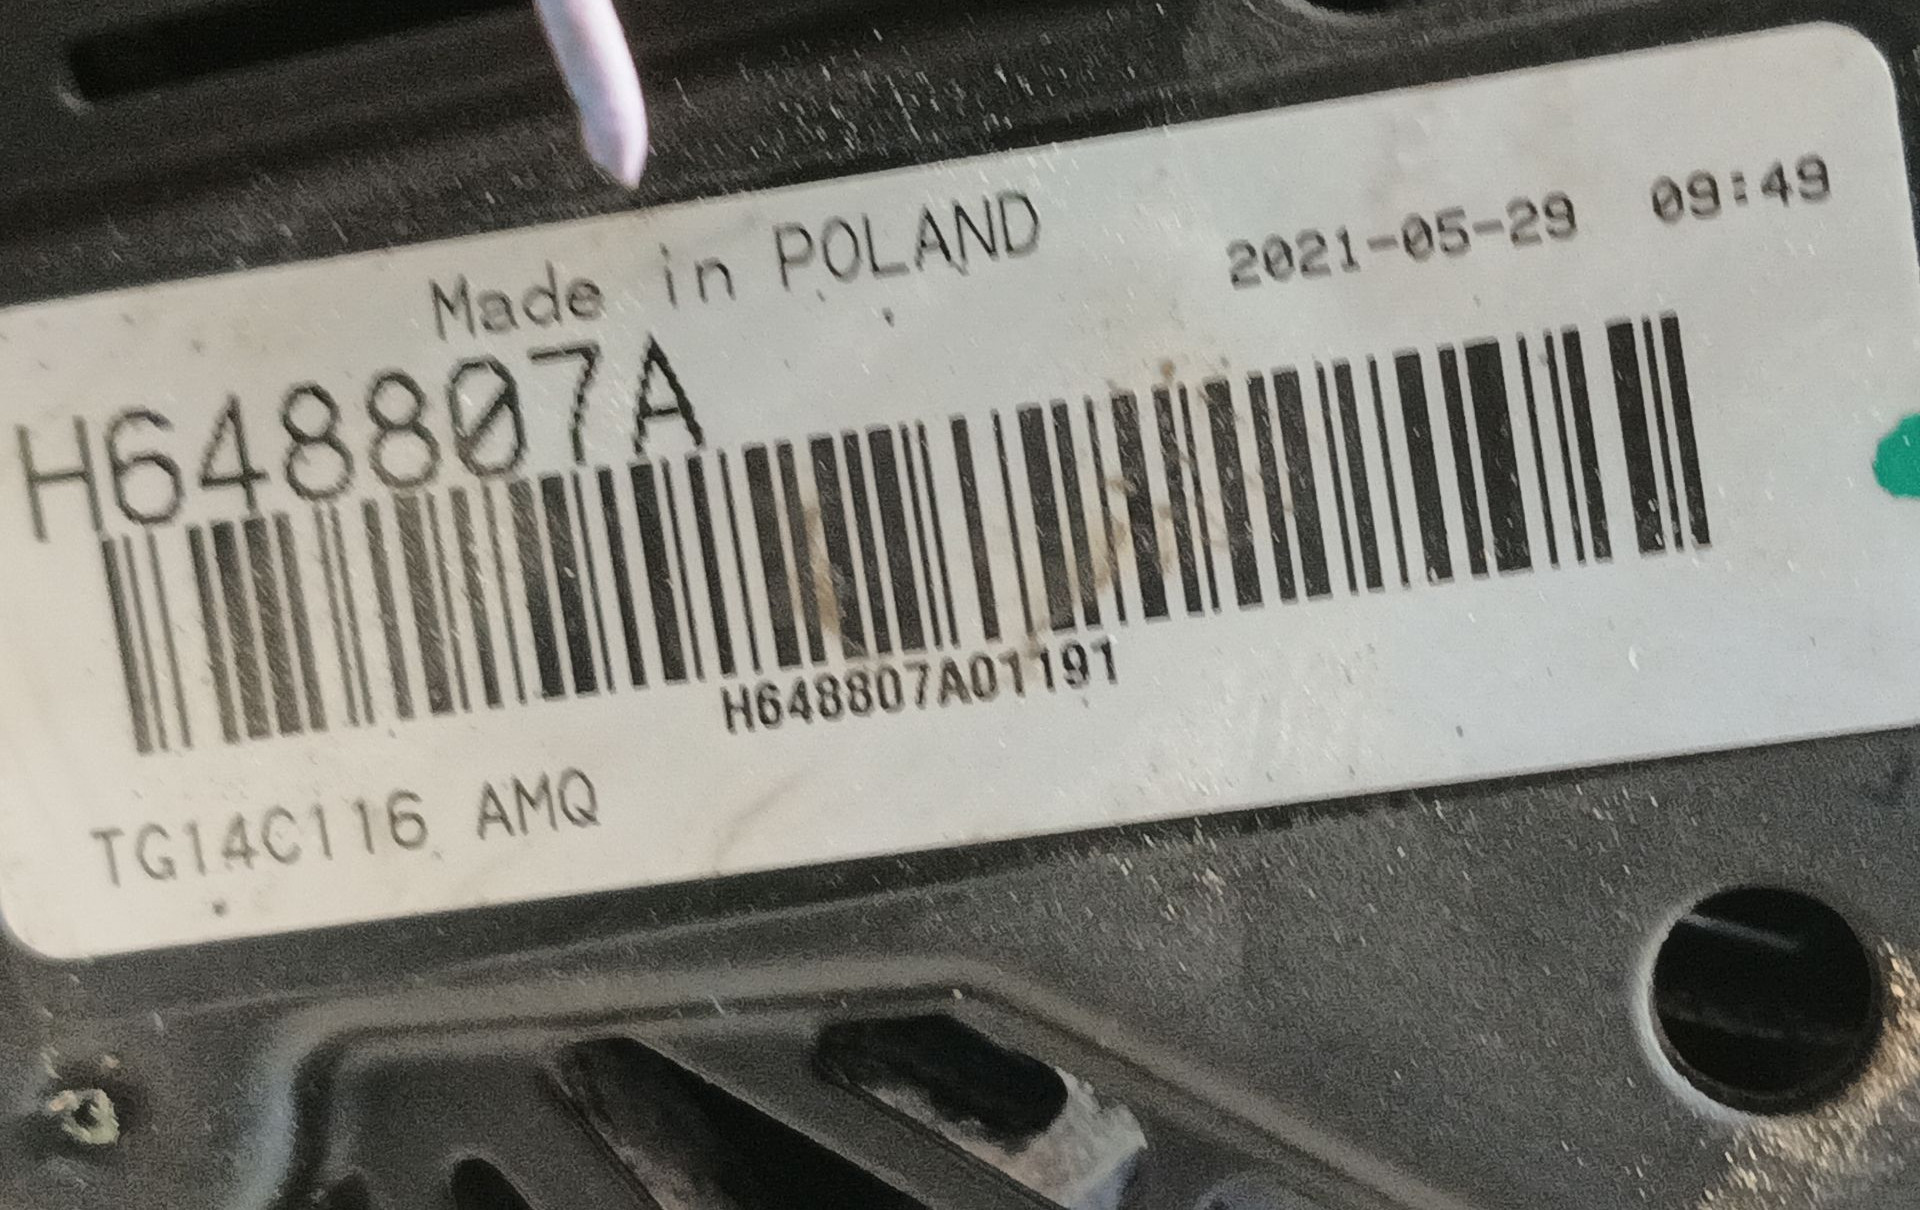 Made in POLAND
2021-05-29 09:49
H648807A
H648807A01191
TG14C116 AMQ